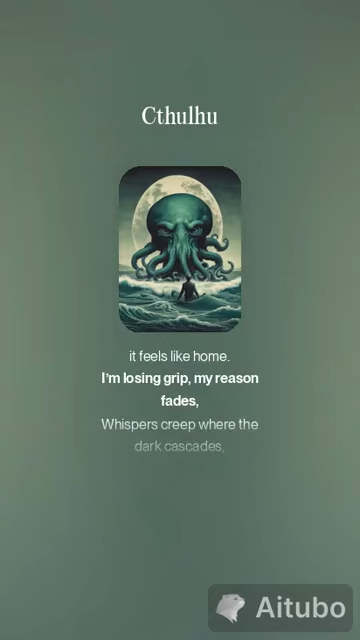 Cthulhu
it feels like home.
I'm losing grip, my reason
fades,
Whispers creep where the
dark cascades,
Aitubo